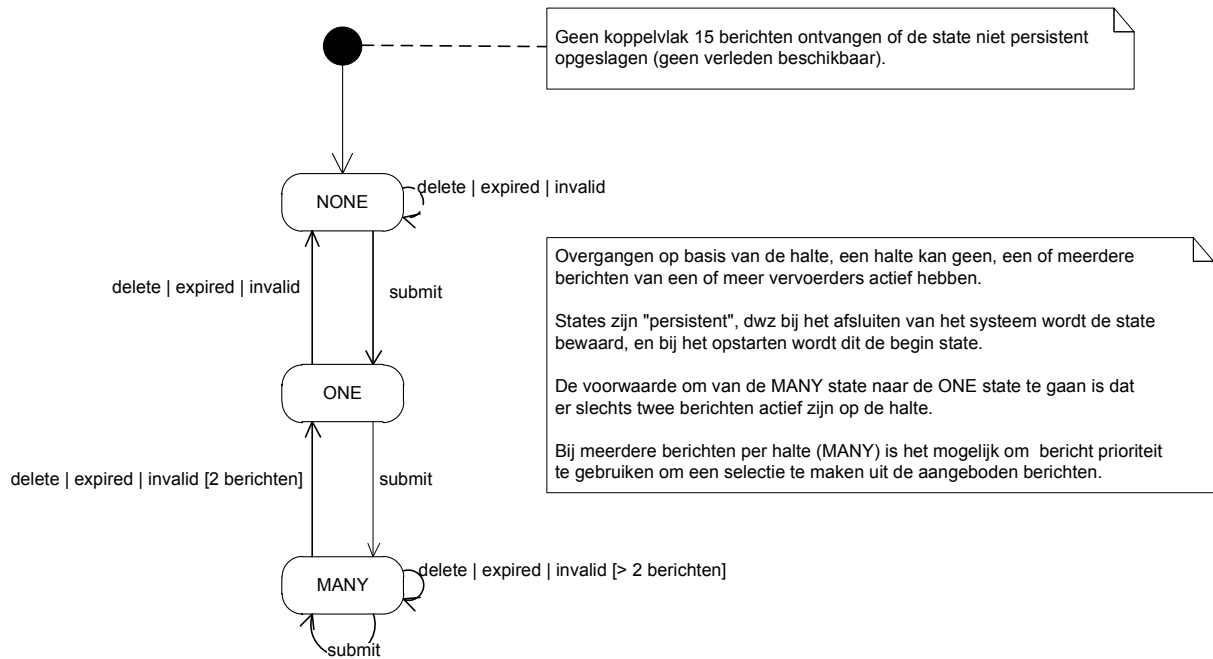 Geen koppelvlak 15 berichten ontvangen of de state niet persistent
opgeslagen (geen verleden beschikbaar).
delete | expired | invalid
NONE
Overgangen op basis van de halte, een halte kan geen, een of meerdere
berichten van een of meer vervoerders actief hebben.
delete | expired | invalid
submit
States zijn "persistent", dwz bij het afsluiten van het systeem wordt de state
bewaard, en bij het opstarten wordt dit de begin state.
De voorwaarde om van de MANY state naar de ONE state te gaan is dat
er slechts twee berichten actief zijn op de halte.
ONE
Bij meerdere berichten per halte (MANY) is het mogelijk om bericht prioriteit
te gebruiken om een selectie te maken uit de aangeboden berichten.
delete | expired | invalid [2 berichten]
submit
delete | expired | invalid [> 2 berichten]
MANY
submit